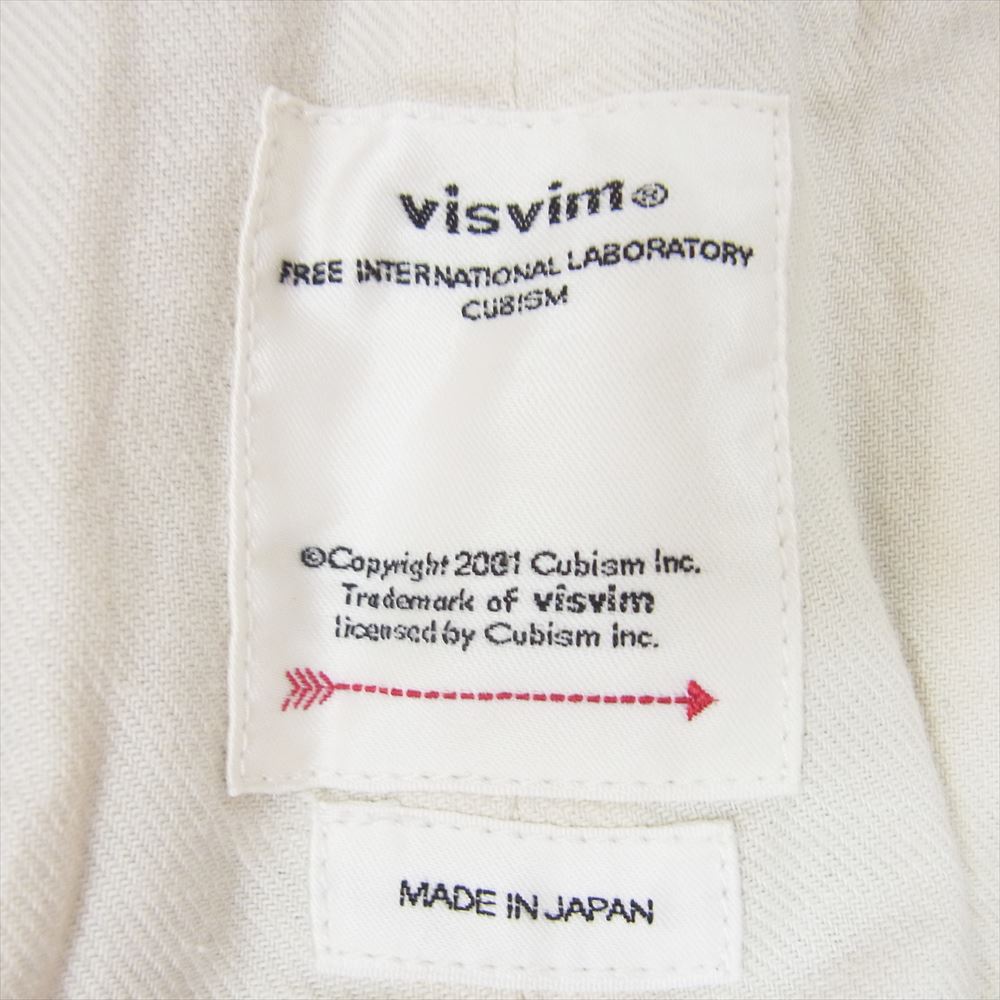 visvim®
FREE INTERNATIONAL LABORATORY
CUBISM
©Copyright 2001 Cubism Inc.
Trademark of visvim
licensed by Cubism Inc.
MADE IN JAPAN